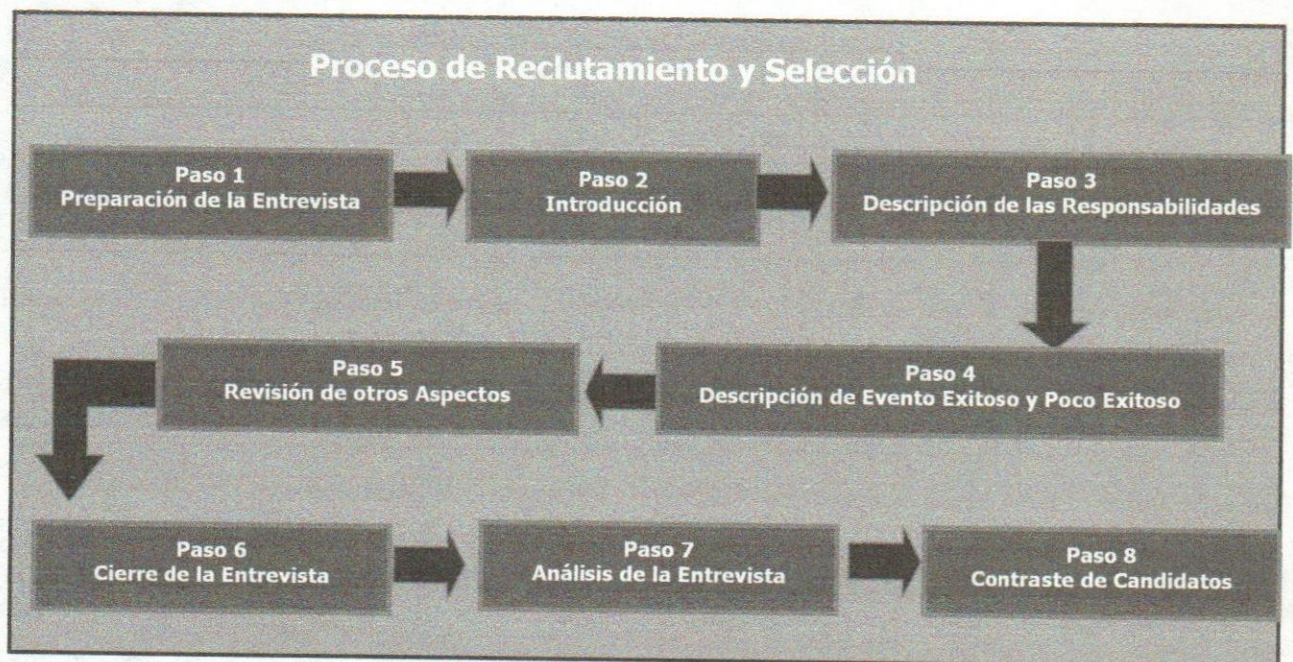 Proceso de Reclutamiento y Selección
Paso 1
Preparación de la Entrevista
Paso 2
Introducción
Paso 3
Descripción de las Responsabilidades
Paso 4
Descripción de Evento Exitoso y Poco Exitoso
Paso 5
Revisión de otros Aspectos
Paso 6
Cierre de la Entrevista
Paso 7
Análisis de la Entrevista
Paso 8
Contraste de Candidatos